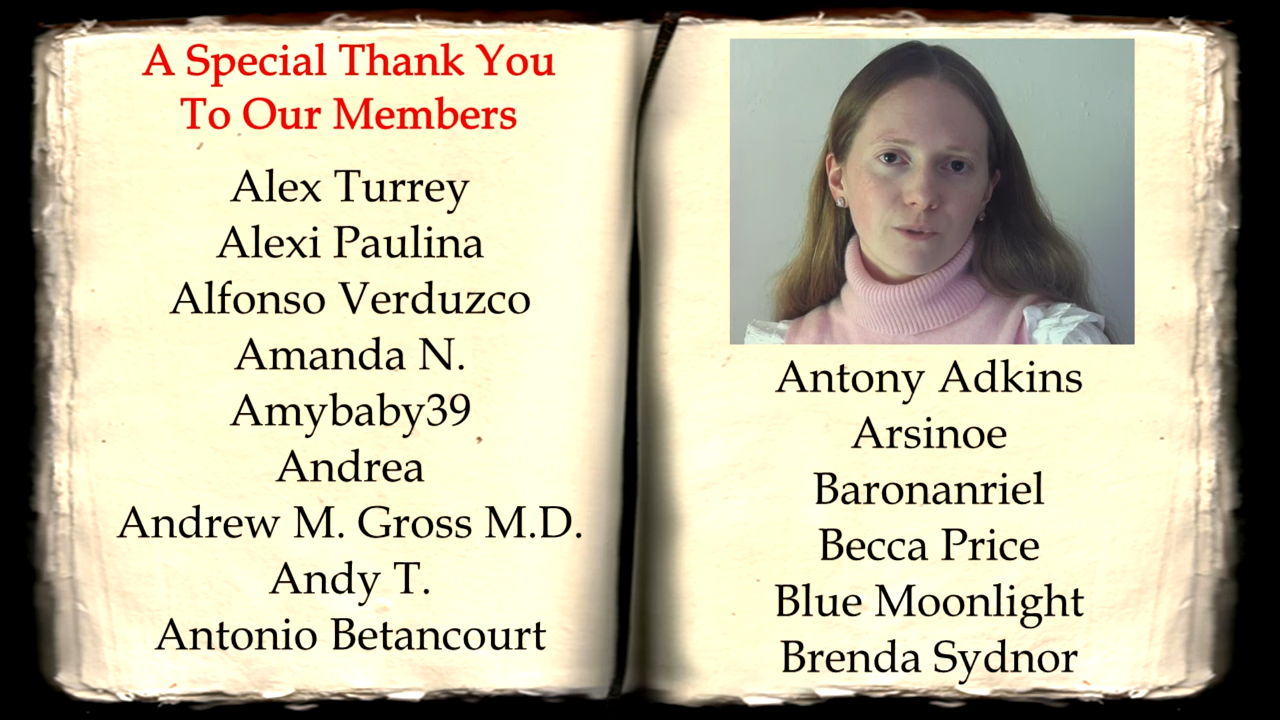 A Special Thank You
To Our Members
Alex Turrey
Alexi Paulina
Alfonso Verduzco
Amanda N.
Amybaby39
Andrea
Andrew M. Gross M.D.
Andy T.
Antonio Betancourt
Antony Adkins
Arsinoe
Baronanriel
Becca Price
Blue Moonlight
Brenda Sydnor